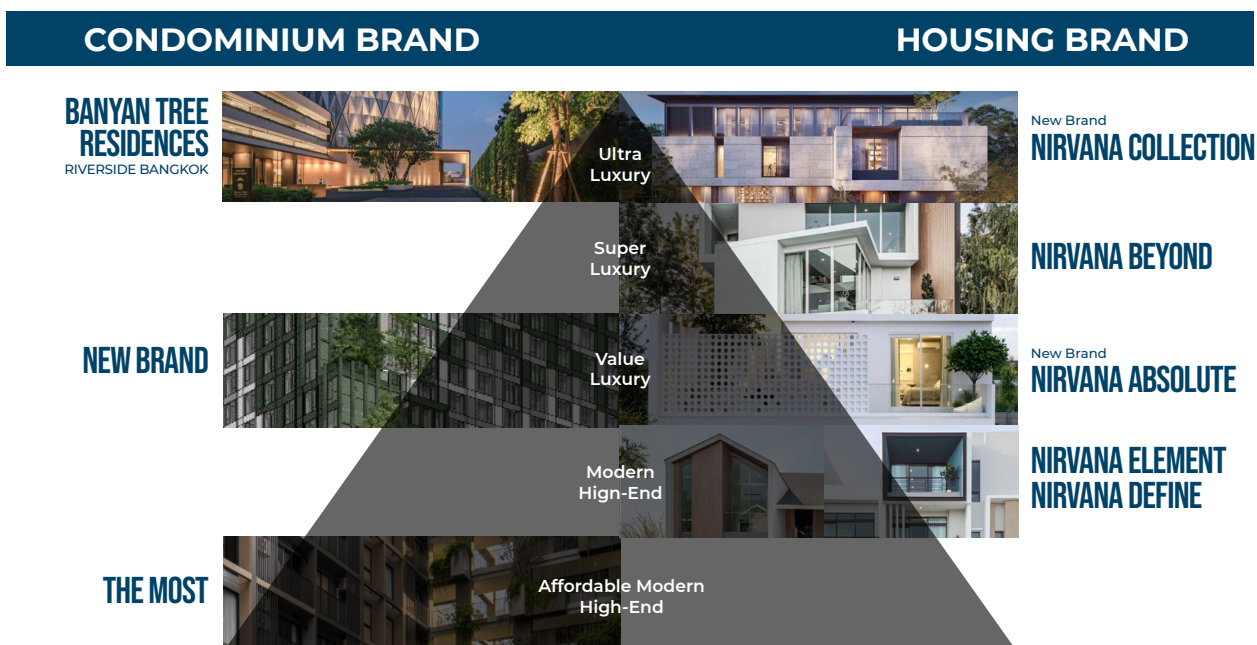 CONDOMINIUM BRAND
HOUSING BRAND
BANYAN TREE
RESIDENCES
RIVERSIDE BANGKOK
Ultra
Luxury
New Brand
NIRVANA COLLECTION
Super
Luxury
NIRVANA BEYOND
NEW BRAND
Value
Luxury
New Brand
NIRVANA ABSOLUTE
Modern
Hign-End
NIRVANA ELEMENT
NIRVANA DEFINE
THE MOST
Affordable Modern
High-End